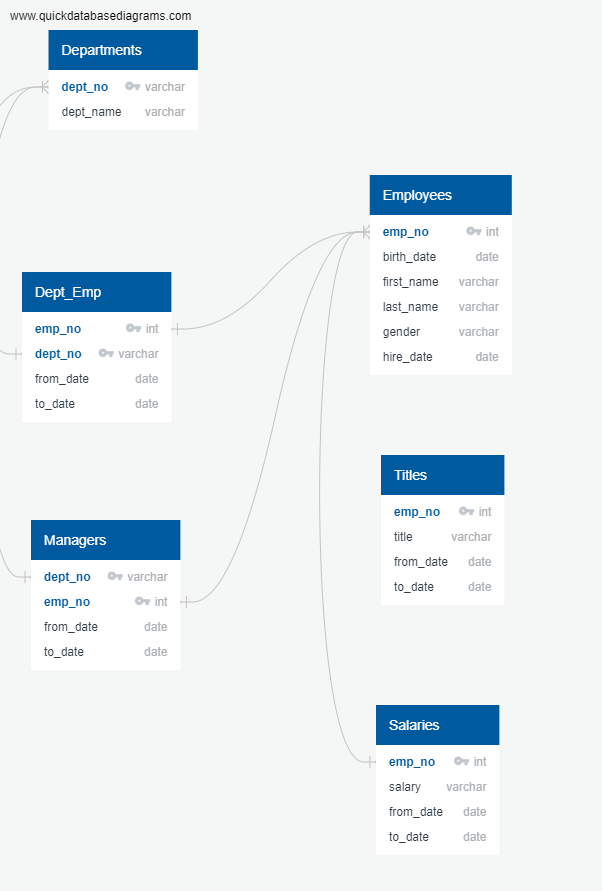 www.quickdatabasediagrams.com
Departments
dept_no varchar
dept_name varchar
Employees
emp_no int
birth_date date
first_name varchar
last_name varchar
gender varchar
hire_date date
Dept_Emp
emp_no int
dept_no varchar
from_date date
to_date date
Titles
emp_no int
title varchar
from_date date
to_date date
Managers
dept_no varchar
emp_no int
from_date date
to_date date
Salaries
emp_no int
salary varchar
from_date date
to_date date